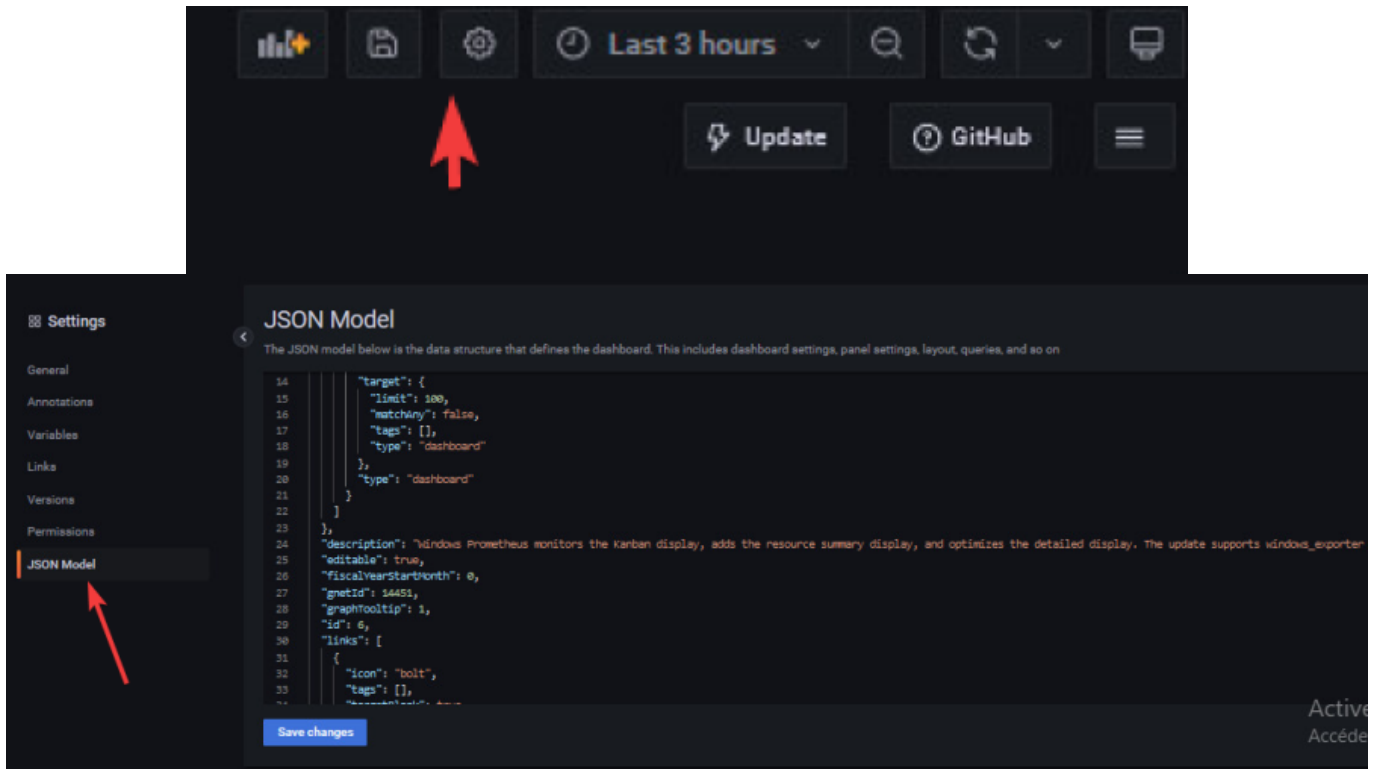 Last 3 hours
Update
GitHub
Settings
General
Annotations
Variables
Links
Versions
Permissions
JSON Model
JSON Model
The JSON model below is the data structure that defines the dashboard. This includes dashboard settings, panel settings, layout, queries, and so on
14 "target": {
15 "limit": 100,
16 "matchAny": false,
17 "tags": [],
18 "type": "dashboard"
19 },
20 "type": "dashboard"
21 }
22 ]
23 },
24 "description": "Windows Prometheus monitors the Kanban display, adds the resource summary display, and optimizes the detailed display. The update supports windows_exporter
25 "editable": true,
26 "fiscalYearStartMonth": 0,
27 "gnetId": 14451,
28 "graphTooltip": 1,
29 "id": 6,
30 "links": [
31 {
32 "icon": "bolt",
33 "tags": [],
Save changes
Active
Accéde